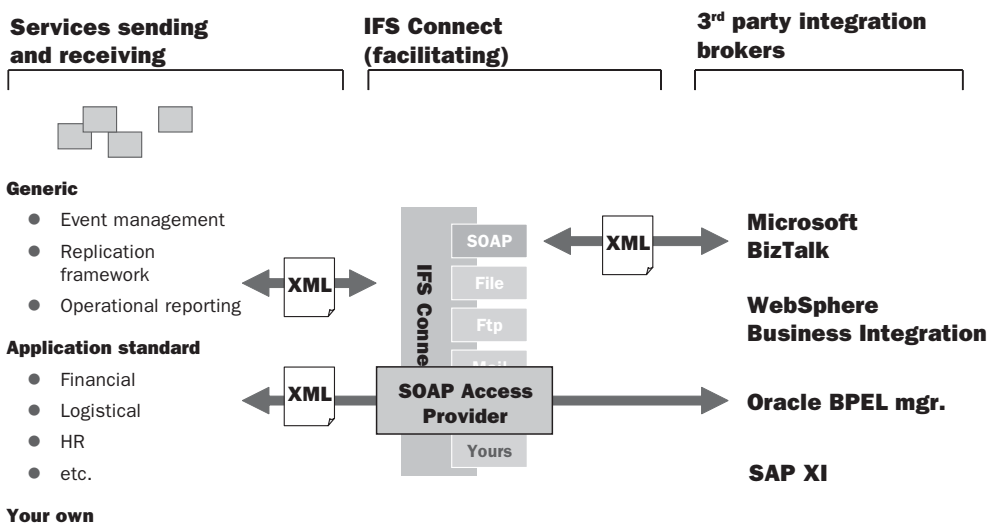 Services sending
and receiving
IFS Connect
(facilitating)
3rd party integration
brokers
Generic
● Event management
● Replication
framework
● Operational reporting
XML
Application standard
● Financial
● Logistical
● HR
● etc.
XML
Your own
IFS Conne
SOAP
File
Ftp
SOAP Access
Provider
Yours
XML
Microsoft
BizTalk
WebSphere
Business Integration
Oracle BPEL mgr.
SAP XI